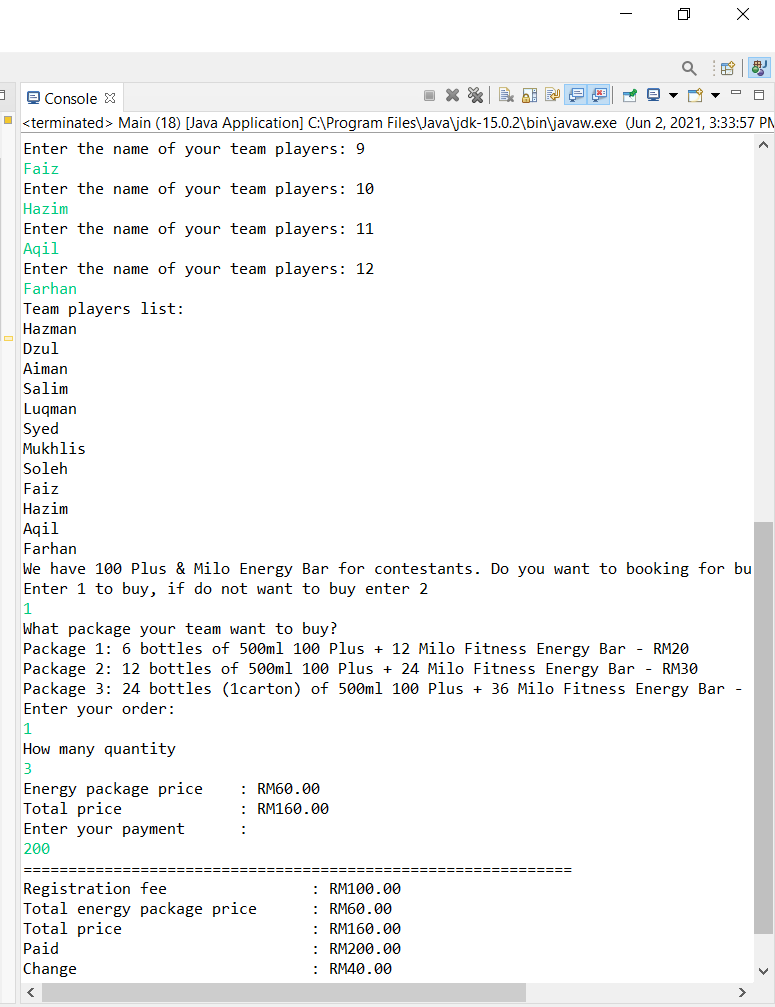 Console
<terminated> Main (18) [Java Application] C:\Program Files\Java\jdk-15.0.2\bin\javaw.exe (Jun 2, 2021, 3:33:57 PM
Enter the name of your team players: 9
Faiz
Enter the name of your team players: 10
Hazim
Enter the name of your team players: 11
Aqil
Enter the name of your team players: 12
Farhan
Team players list:
Hazman
Dzul
Aiman
Salim
Luqman
Syed
Mukhlis
Soleh
Faiz
Hazim
Aqil
Farhan
We have 100 Plus & Milo Energy Bar for contestants. Do you want to booking for bu
Enter 1 to buy, if do not want to buy enter 2
1
What package your team want to buy?
Package 1: 6 bottles of 500ml 100 Plus + 12 Milo Fitness Energy Bar - RM20
Package 2: 12 bottles of 500ml 100 Plus + 24 Milo Fitness Energy Bar - RM30
Package 3: 24 bottles (1carton) of 500ml 100 Plus + 36 Milo Fitness Energy Bar -
Enter your order:
1
How many quantity
3
Energy package price    : RM60.00
Total price             : RM160.00
Enter your payment      :
200
=============================================================
Registration fee                : RM100.00
Total energy package price      : RM60.00
Total price                     : RM160.00
Paid                            : RM200.00
Change                          : RM40.00